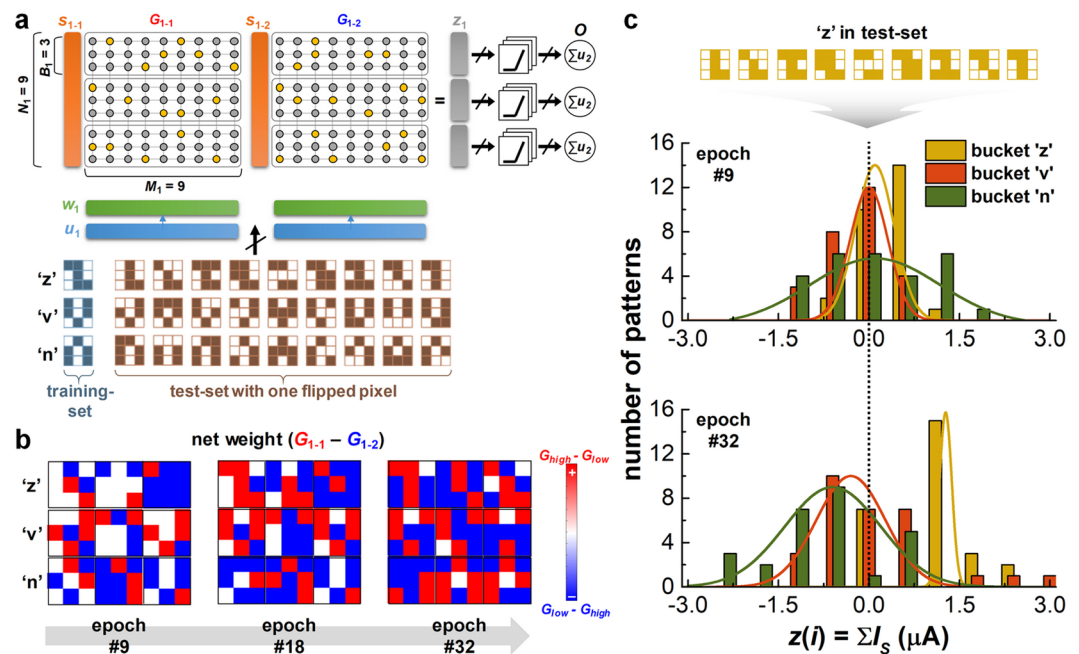 a
s1-1 G1-1 s1-2 G1-2 z1 O
N1 = 9
B1 = 3
=
Σu2
Σu2
Σu2
M1 = 9
w1
u1
'z'
'v'
'n'
training-
set
test-set with one flipped pixel
b
net weight (G1-1 – G1-2)
'z'
'v'
'n'
Ghigh - Glow
+
-
Glow - Ghigh
epoch
#9
epoch
#18
epoch
#32
c
'z' in test-set
number of patterns
epoch
#9
bucket 'z'
bucket 'v'
bucket 'n'
16
12
8
4
0
-3.0 -1.5 0.0 1.5 3.0
epoch
#32
16
12
8
4
0
-3.0 -1.5 0.0 1.5 3.0
z(i) = ΣIS (μA)